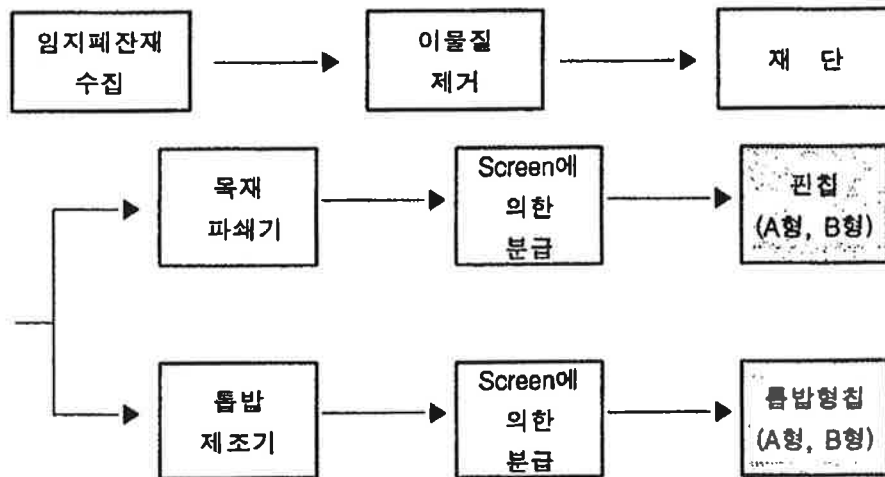 임지폐잔재
수집
이물질
제거
재 단
목재
파쇄기
Screen에
의한
분급
핀칩
(A형, B형)
톱밥
제조기
Screen에
의한
분급
톱밥형칩
(A형, B형)